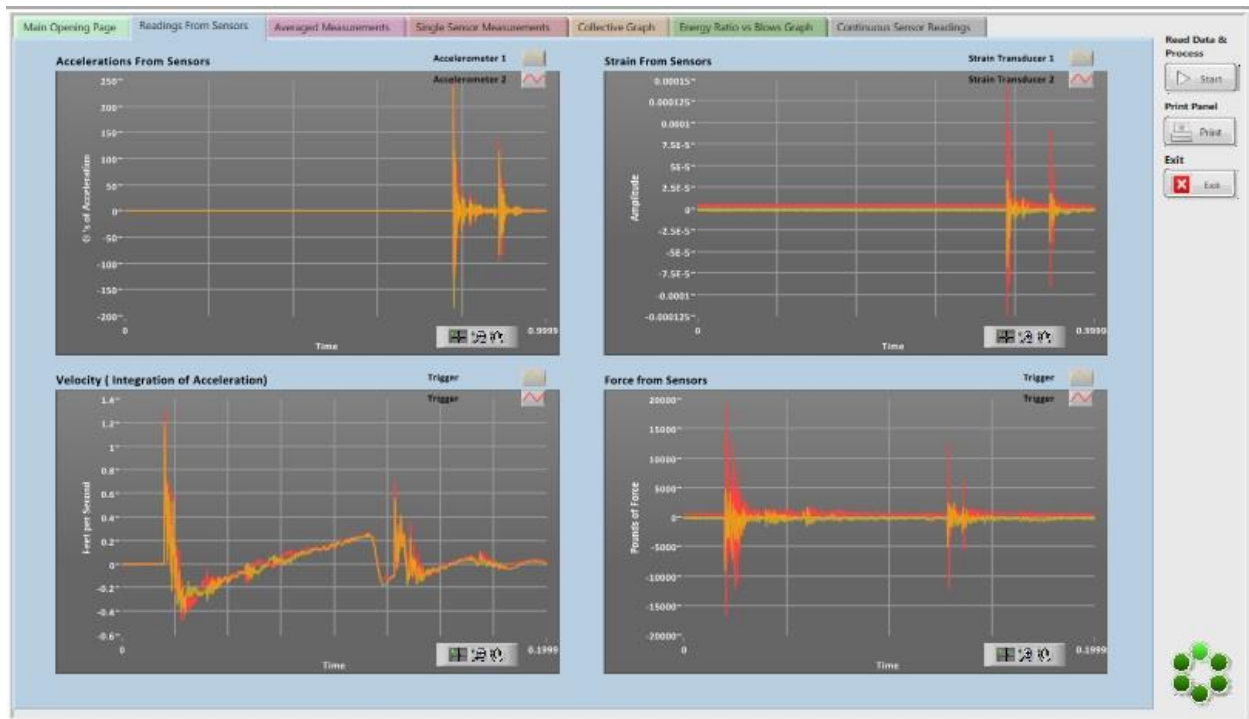 Main Opening Page
Readings From Sensors
Averaged Measurements
Single Sensor Measurements
Collective Graph
Energy Ratio vs Blows Graph
Continuous Sensor Readings
Read Data &
Process
Start
Print Panel
Print
Exit
Exit
Accelerations From Sensors
Accelerometer 1
Accelerometer 2
250
200
150
100
50
0
-50
-100
-150
-200
G 's of Acceleration
0
0.9999
Time
Strain From Sensors
Strain Transducer 1
Strain Transducer 2
0.00015
0.000125
0.0001
7.5E-5
5E-5
2.5E-5
0
-2.5E-5
-5E-5
-7.5E-5
-0.0001
-0.000125
Amplitude
0
0.9999
Time
Velocity ( Integration of Acceleration)
Trigger
Trigger
1.4
1.2
1
0.8
0.6
0.4
0.2
0
-0.2
-0.4
-0.6
Feet per Second
0
0.1999
Time
Force from Sensors
Trigger
Trigger
20000
15000
10000
5000
0
-5000
-10000
-15000
-20000
Pounds of Force
0
0.1999
Time